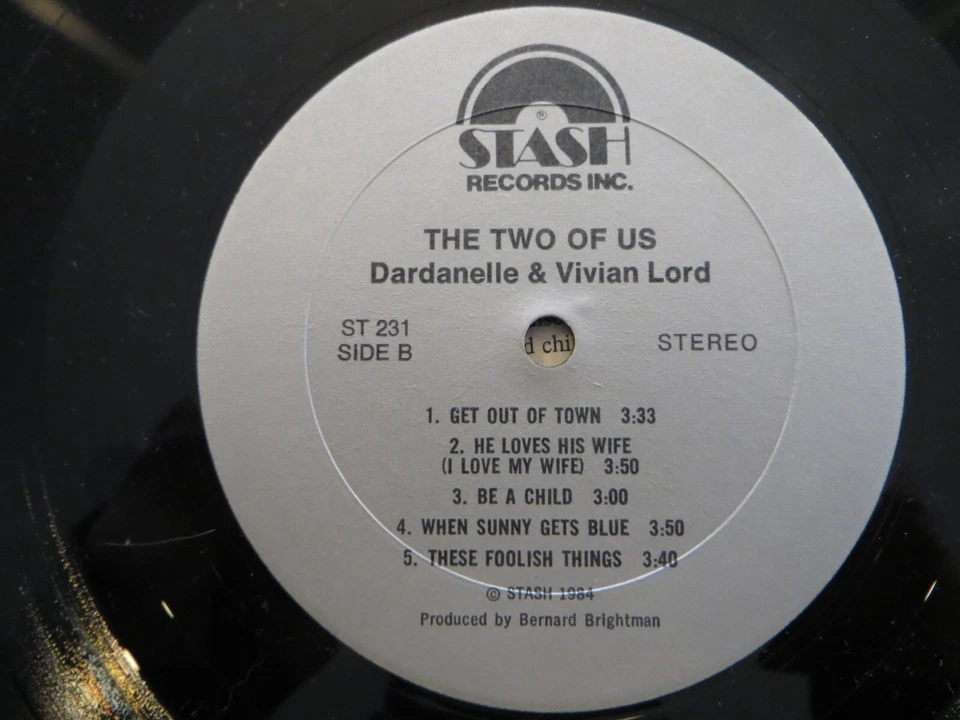 ®
STASH
RECORDS INC.
THE TWO OF US
Dardanelle & Vivian Lord
ST 231
SIDE B
STEREO
d chi
1. GET OUT OF TOWN 3:33
2. HE LOVES HIS WIFE
(I LOVE MY WIFE) 3:50
3. BE A CHILD 3:00
4. WHEN SUNNY GETS BLUE 3:50
5. THESE FOOLISH THINGS 3:40
© STASH 1984
Produced by Bernard Brightman